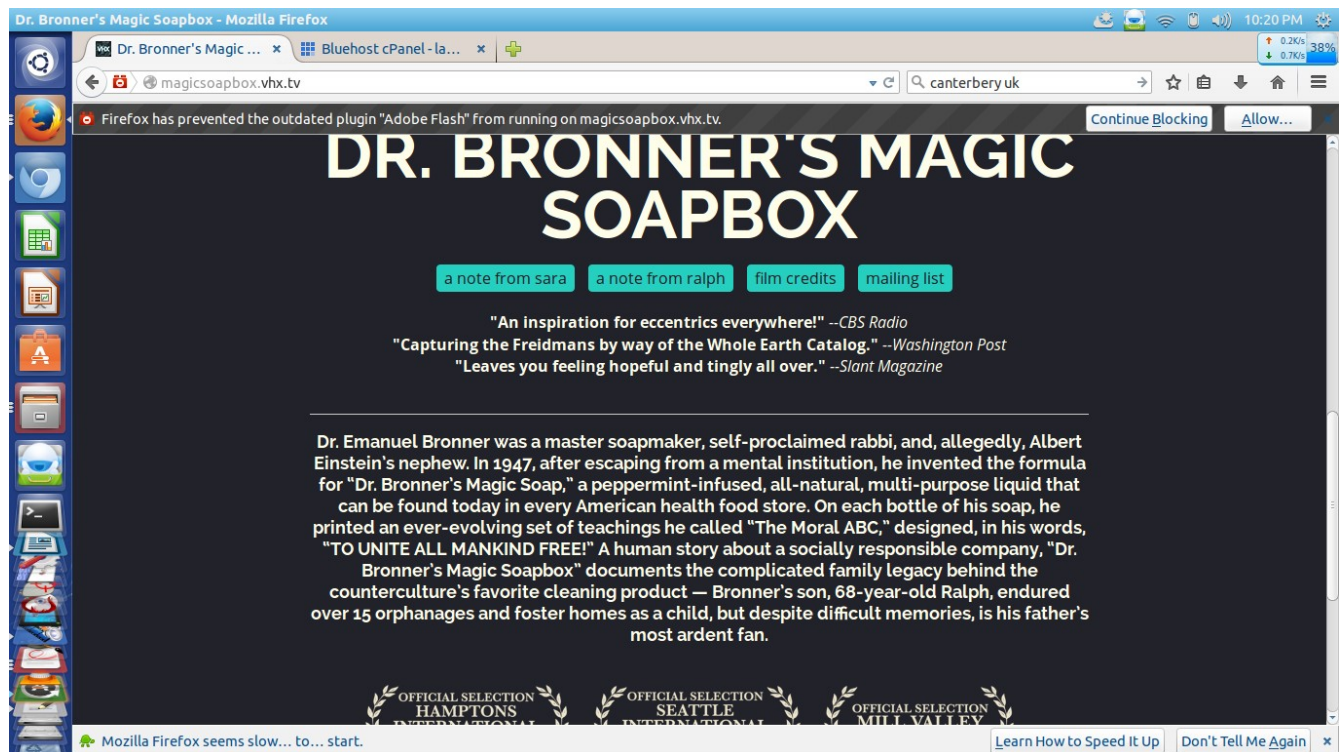 Dr. Bronner's Magic Soapbox - Mozilla Firefox
10:20 PM
Dr. Bronner's Magic ...
Bluehost cPanel - la...
0.2K/s
0.7K/s
38%
magicsoapbox.vhx.tv
canterbery uk
Firefox has prevented the outdated plugin "Adobe Flash" from running on magicsoapbox.vhx.tv.
Continue Blocking
Allow...
DR. BRONNER'S MAGIC
SOAPBOX
a note from sara
a note from ralph
film credits
mailing list
"An inspiration for eccentrics everywhere!" --CBS Radio
"Capturing the Freidmans by way of the Whole Earth Catalog." --Washington Post
"Leaves you feeling hopeful and tingly all over." --Slant Magazine
Dr. Emanuel Bronner was a master soapmaker, self-proclaimed rabbi, and, allegedly, Albert
Einstein's nephew. In 1947, after escaping from a mental institution, he invented the formula
for "Dr. Bronner's Magic Soap," a peppermint-infused, all-natural, multi-purpose liquid that
can be found today in every American health food store. On each bottle of his soap, he
printed an ever-evolving set of teachings he called "The Moral ABC," designed, in his words,
"TO UNITE ALL MANKIND FREE!" A human story about a socially responsible company, "Dr.
Bronner's Magic Soapbox" documents the complicated family legacy behind the
counterculture's favorite cleaning product — Bronner's son, 68-year-old Ralph, endured
over 15 orphanages and foster homes as a child, but despite difficult memories, is his father's
most ardent fan.
OFFICIAL SELECTION
HAMPTONS
INTERNATIONAL
OFFICIAL SELECTION
SEATTLE
INTERNATIONAL
OFFICIAL SELECTION
MILL VALLEY
Mozilla Firefox seems slow... to... start.
Learn How to Speed It Up
Don't Tell Me Again